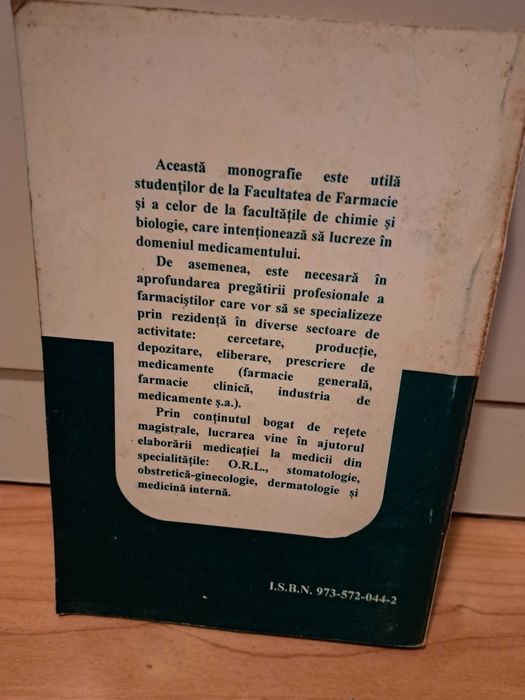 Această monografie este utilă
studenților de la Facultatea de Farmacie
și a celor de la facultățile de chimie și
biologie, care intenționează să lucreze în
domeniul medicamentului.
De asemenea, este necesară în
aprofundarea pregătirii profesionale a
farmaciștilor care vor să se specializeze
prin rezidență în diverse sectoare de
activitate: cercetare, producție,
depozitare, eliberare, prescriere de
medicamente (farmacie generală,
farmacie clinică, industria de
medicamente ș.a.).
Prin conținutul bogat de rețete
magistrale, lucrarea vine în ajutorul
elaborării medicației la medicii din
specialitățile: O.R.L., stomatologie,
obstretică-ginecologie, dermatologie și
medicină internă.
I.S.B.N. 973-572-044-2